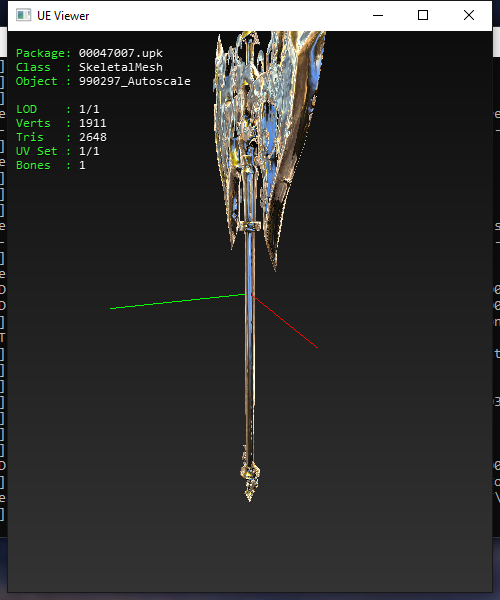 UE Viewer
Package: 00047007.upk
Class : SkeletalMesh
Object : 990297_Autoscale
LOD : 1/1
Verts : 1911
Tris : 2648
UV Set : 1/1
Bones : 1